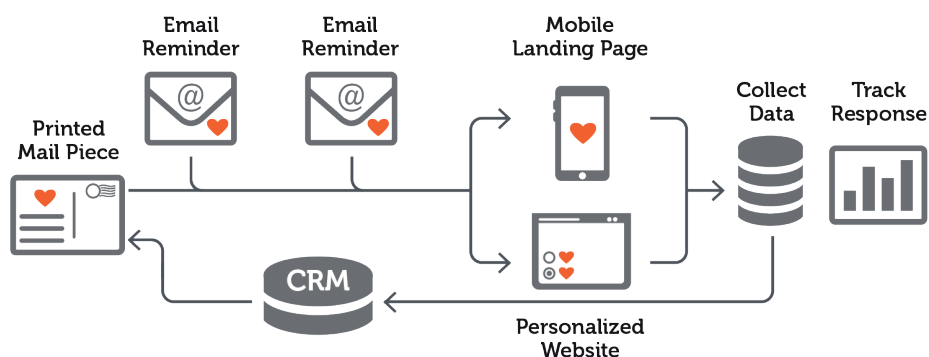 Email
Reminder
Email
Reminder
Mobile
Landing Page
Collect
Data
Track
Response
Printed
Mail Piece
@
@
CRM
Personalized
Website